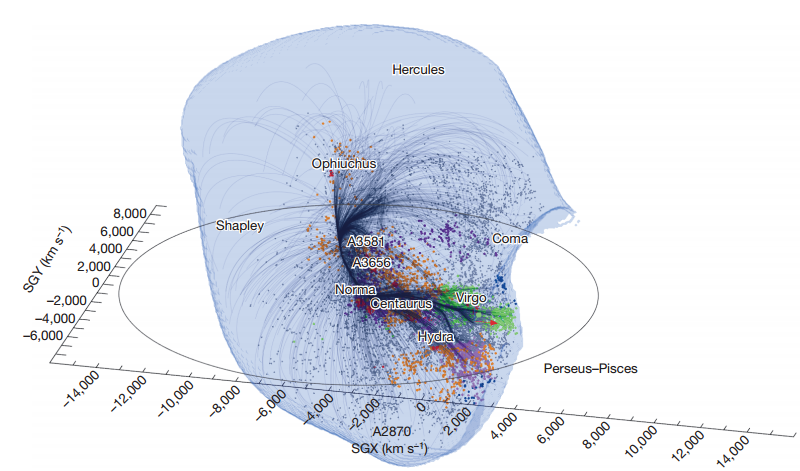 Hercules
Ophiuchus
Shapley
A3581
Coma
A3656
Norma
Centaurus
Virgo
Hydra
Perseus–Pisces
A2870
SGY (km s⁻¹)
8,000
6,000
4,000
2,000
0
−2,000
−4,000
−6,000
−14,000
−12,000
−10,000
−8,000
−6,000
−4,000
−2,000
0
2,000
4,000
6,000
8,000
10,000
12,000
14,000
SGX (km s⁻¹)